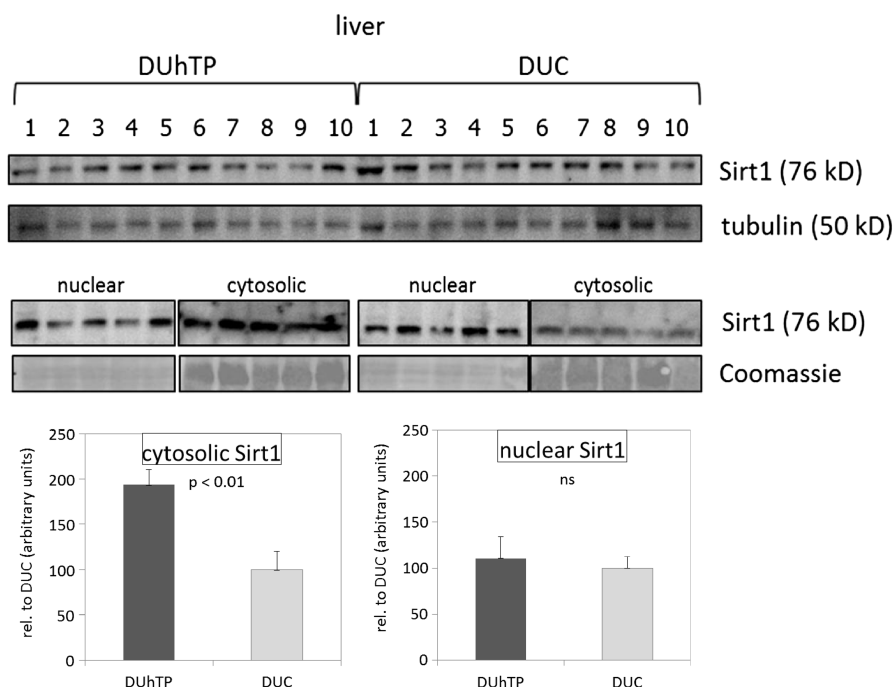 liver
DUhTP DUC
1 2 3 4 5 6 7 8 9 10 1 2 3 4 5 6 7 8 9 10
Sirt1 (76 kD)
tubulin (50 kD)
nuclear cytosolic nuclear cytosolic
Sirt1 (76 kD)
Coomassie
rel. to DUC (arbitrary units)
250
200
150
100
50
0
cytosolic Sirt1
p < 0.01
DUhTP DUC
rel. to DUC (arbitrary units)
250
200
150
100
50
0
nuclear Sirt1
ns
DUhTP DUC